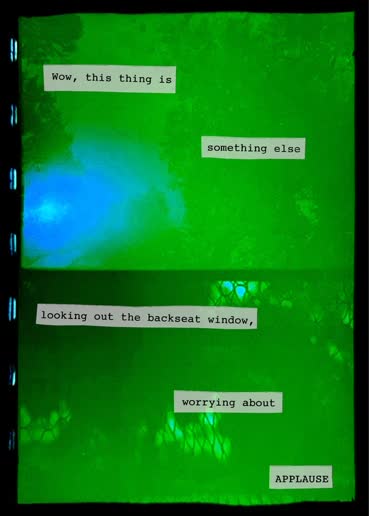 Wow, this thing is
something else
looking out the backseat window,
worrying about
APPLAUSE